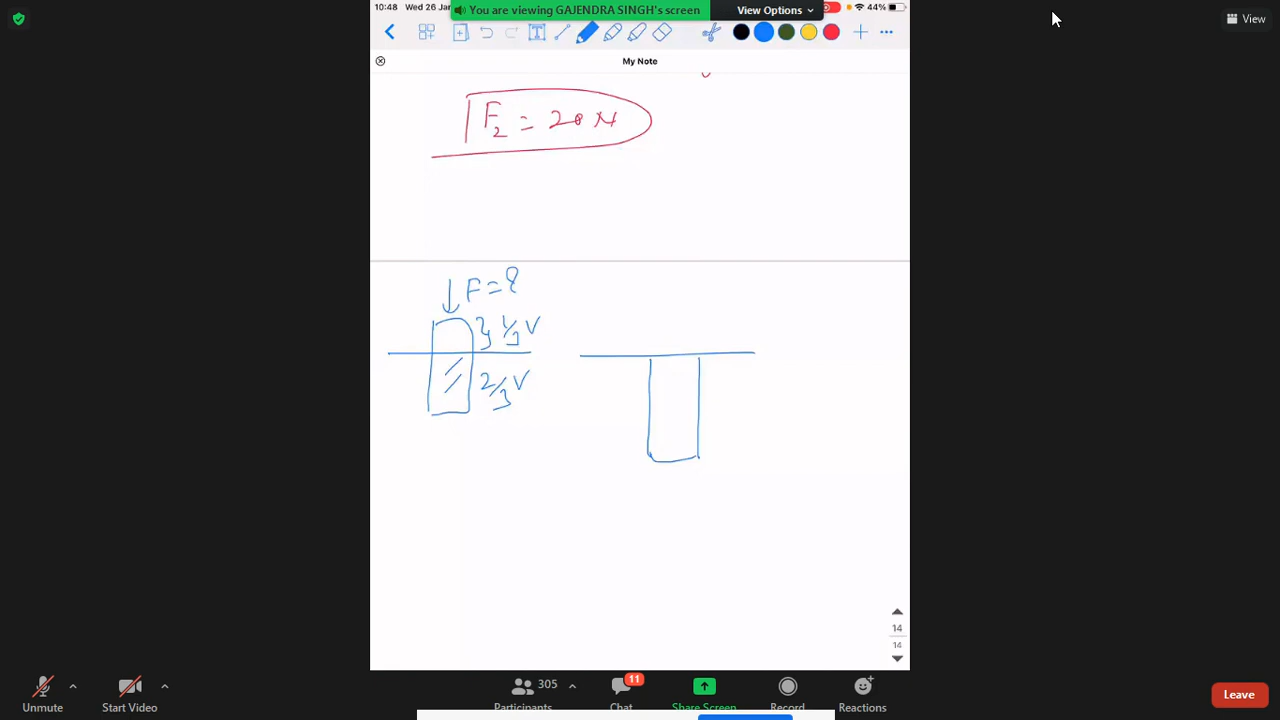 10:48 Wed 26 Jan
You are viewing GAJENDRA SINGH's screen
View Options
44%
View
My Note
F₂ = 20 N
F = ?
1/3 V
2/3 V
14
14
305
11
Unmute
Start Video
Participants
Chat
Share Screen
Record
Reactions
Leave